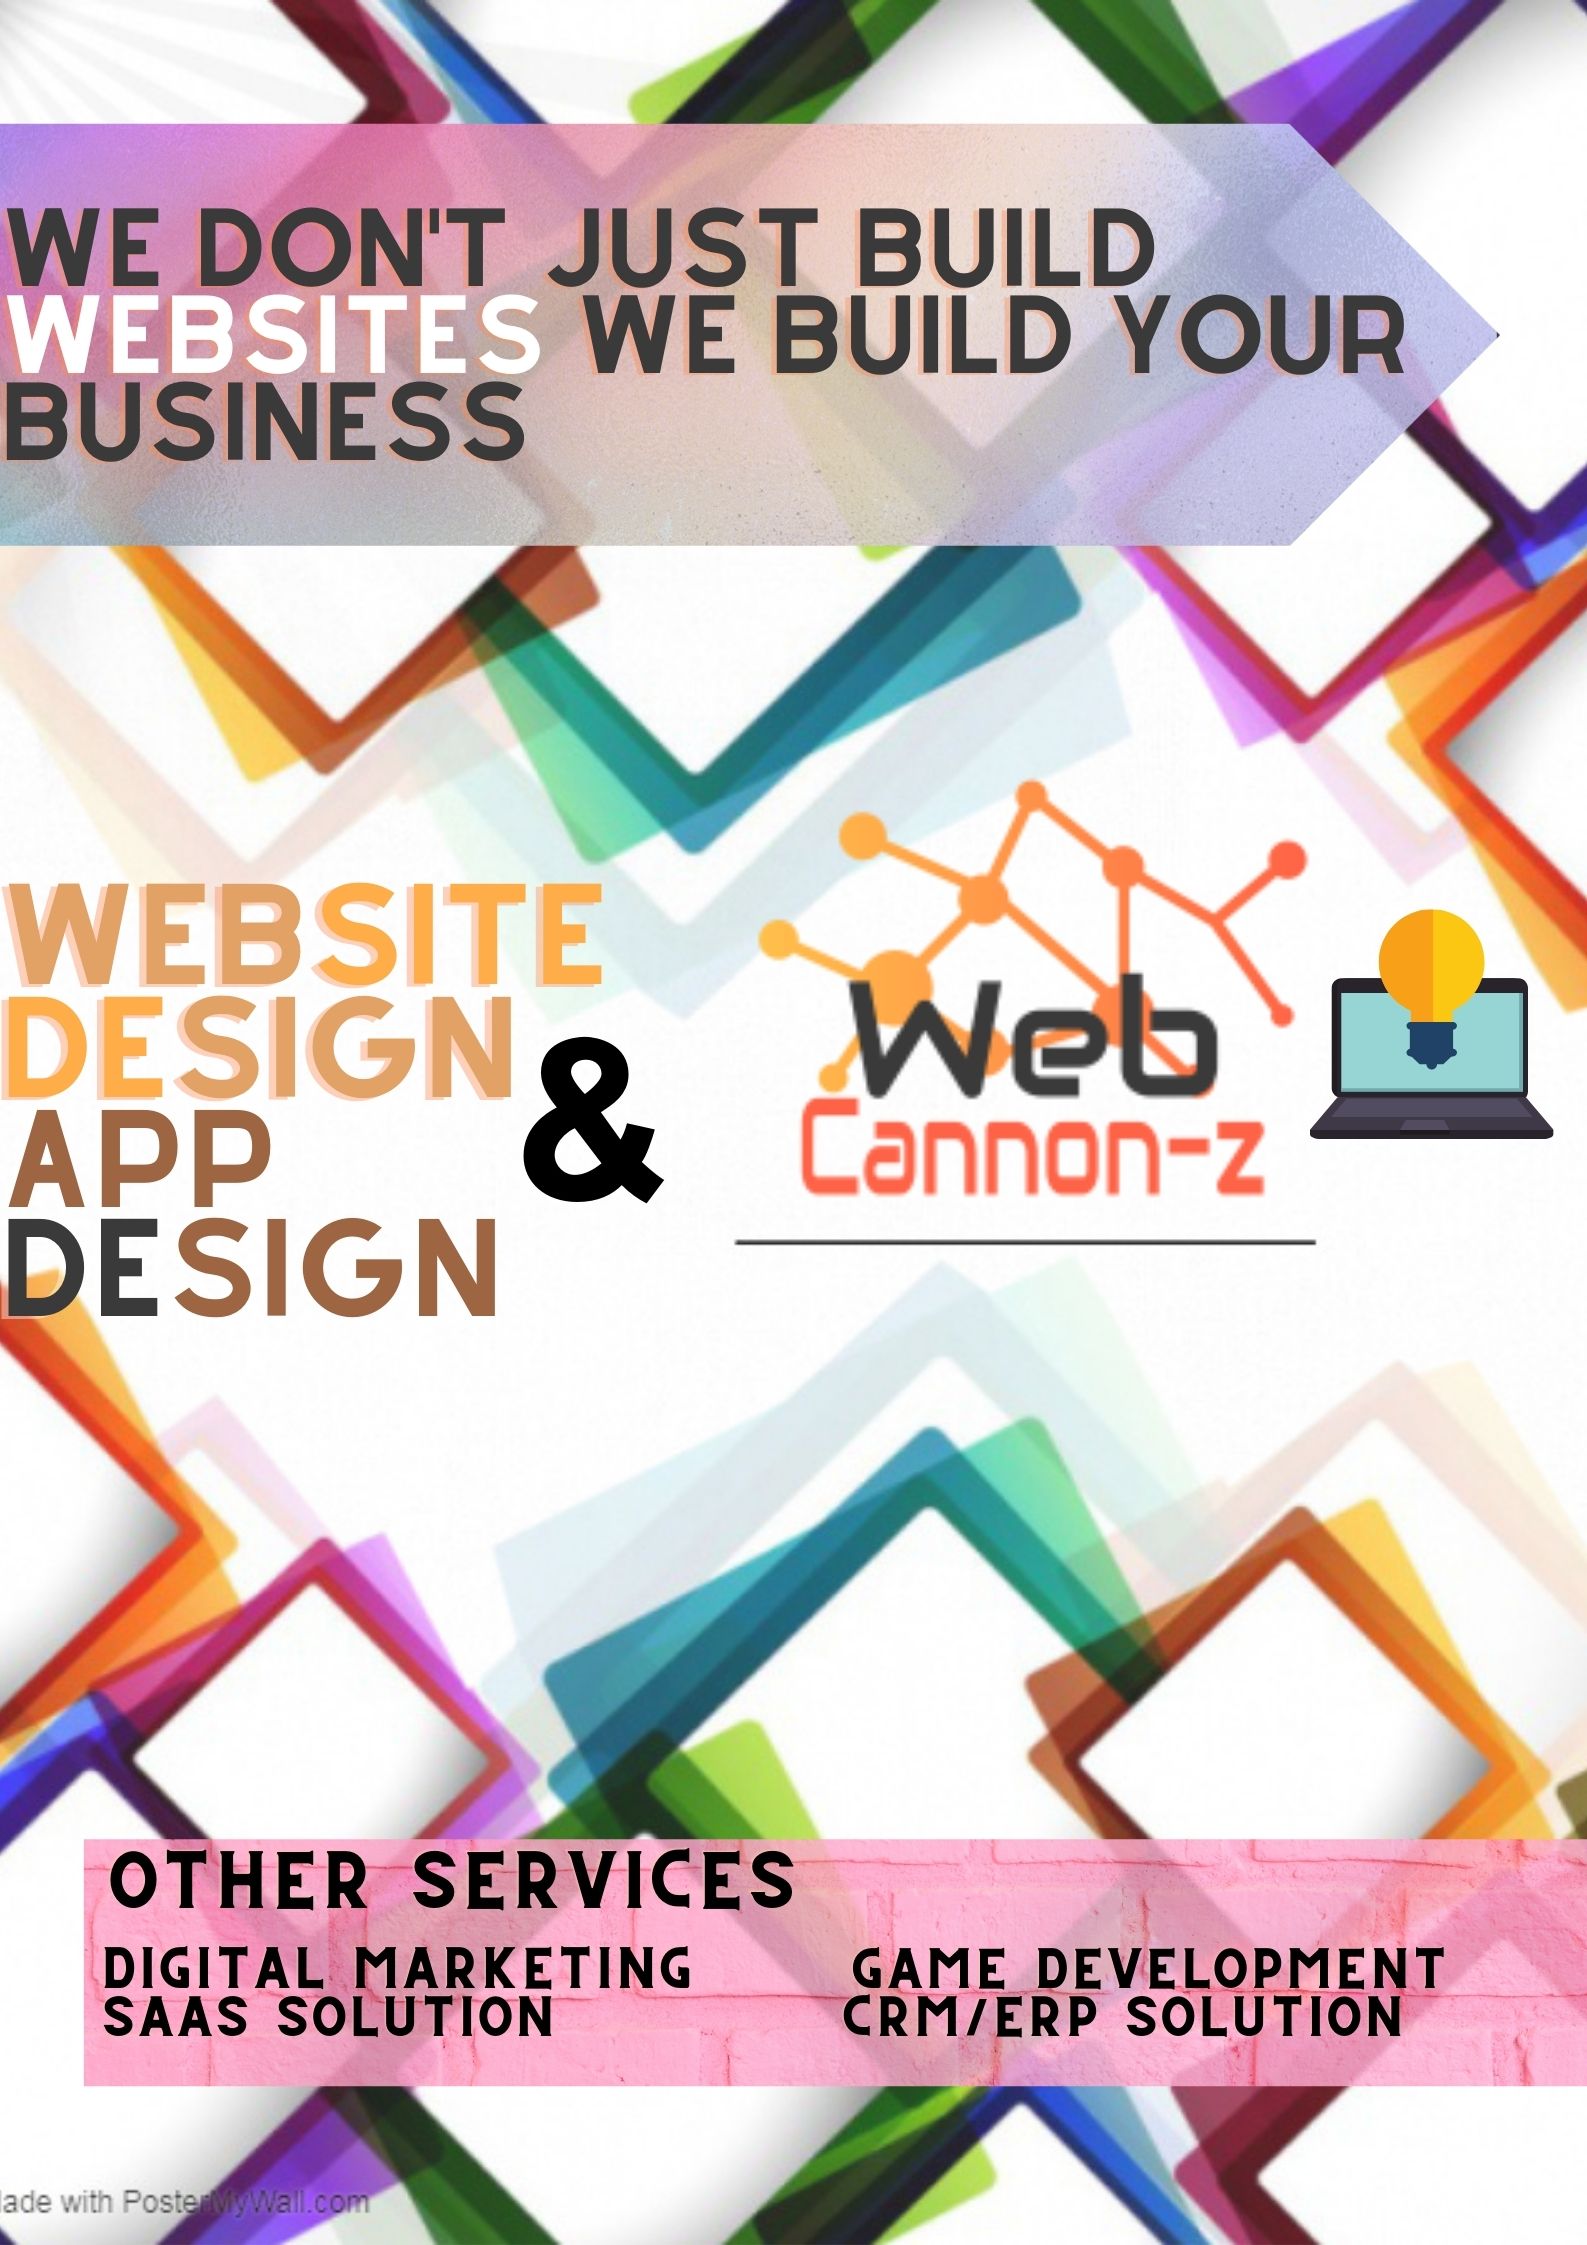 WE DON'T JUST BUILD
WEBSITES WE BUILD YOUR
BUSINESS
WEBSITE
DESIGN
&
APP
DESIGN
Web
Cannon-z
OTHER SERVICES
DIGITAL MARKETING
SAAS SOLUTION
GAME DEVELOPMENT
CRM/ERP SOLUTION
lade with PosterMyWall.com